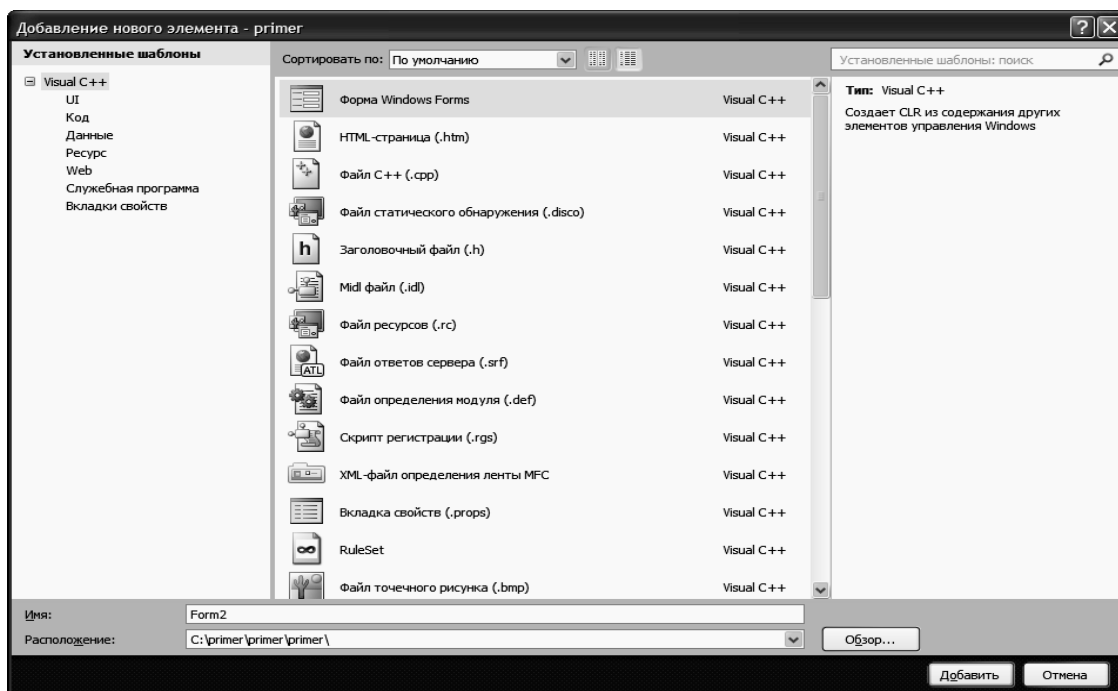 Добавление нового элемента - primer
Установленные шаблоны
Сортировать по: По умолчанию
Установленные шаблоны: поиск
Visual C++
UI
Код
Данные
Ресурс
Web
Служебная программа
Вкладки свойств
Форма Windows Forms Visual C++
HTML-страница (.htm) Visual C++
Файл C++ (.cpp) Visual C++
Файл статического обнаружения (.disco) Visual C++
h Заголовочный файл (.h) Visual C++
Midl файл (.idl) Visual C++
Файл ресурсов (.rc) Visual C++
ATL Файл ответов сервера (.srf) Visual C++
Файл определения модуля (.def) Visual C++
Скрипт регистрации (.rgs) Visual C++
XML-файл определения ленты MFC Visual C++
Вкладка свойств (.props) Visual C++
RuleSet Visual C++
Файл точечного рисунка (.bmp) Visual C++
Тип: Visual C++
Создает CLR из содержания других
элементов управления Windows
Имя: Form2
Расположение: C:\primer\primer\primer\
Обзор...
Добавить Отмена